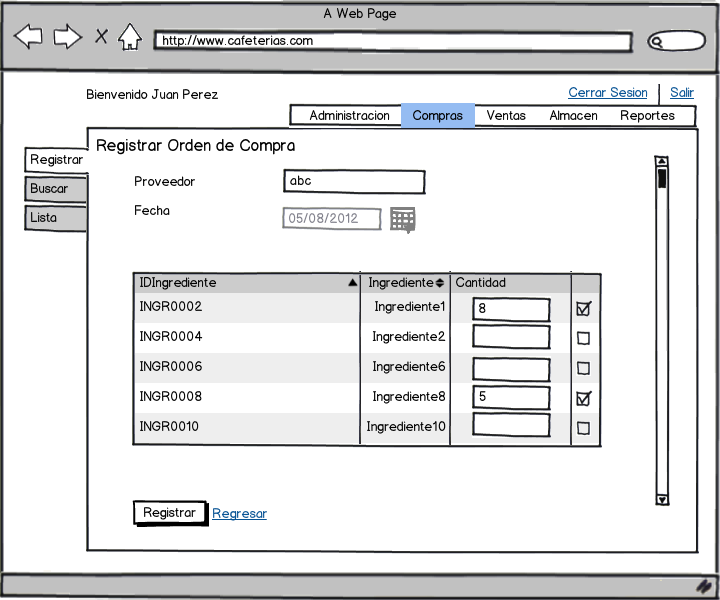 A Web Page
http://www.cafeterias.com
Bienvenido Juan Perez
Cerrar Sesion Salir
Administracion Compras Ventas Almacen Reportes
Registrar
Buscar
Lista
Registrar Orden de Compra
Proveedor abc
Fecha 05/08/2012
IDIngrediente Ingrediente Cantidad
INGR0002 Ingrediente1 8
INGR0004 Ingrediente2
INGR0006 Ingrediente6
INGR0008 Ingrediente8 5
INGR0010 Ingrediente10
Registrar Regresar